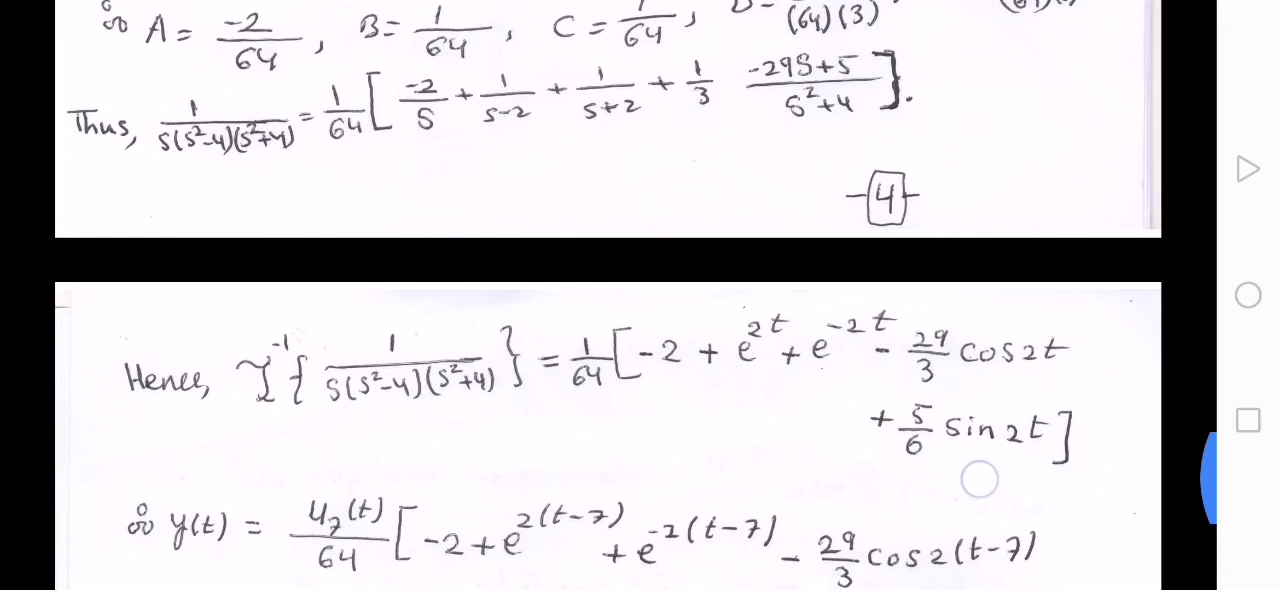 ∴ A = -2/64, B = 1/64, C = 1/64, D = (64)(3)
Thus, 1/(s(s²-4)(s²+4)) = 1/64 [ -2/s + 1/(s-2) + 1/(s+2) + 1/3 (-29s+5)/(s²+4) ].
-4-
Hence, L⁻¹{ 1/(s(s²-4)(s²+4)) } = 1/64 [ -2 + e^(2t) + e^(-2t) - 29/3 cos 2t
+ 5/6 sin 2t ]
∴ y(t) = u₇(t)/64 [ -2 + e^(2(t-7)) + e^(-2(t-7)) - 29/3 cos 2(t-7)